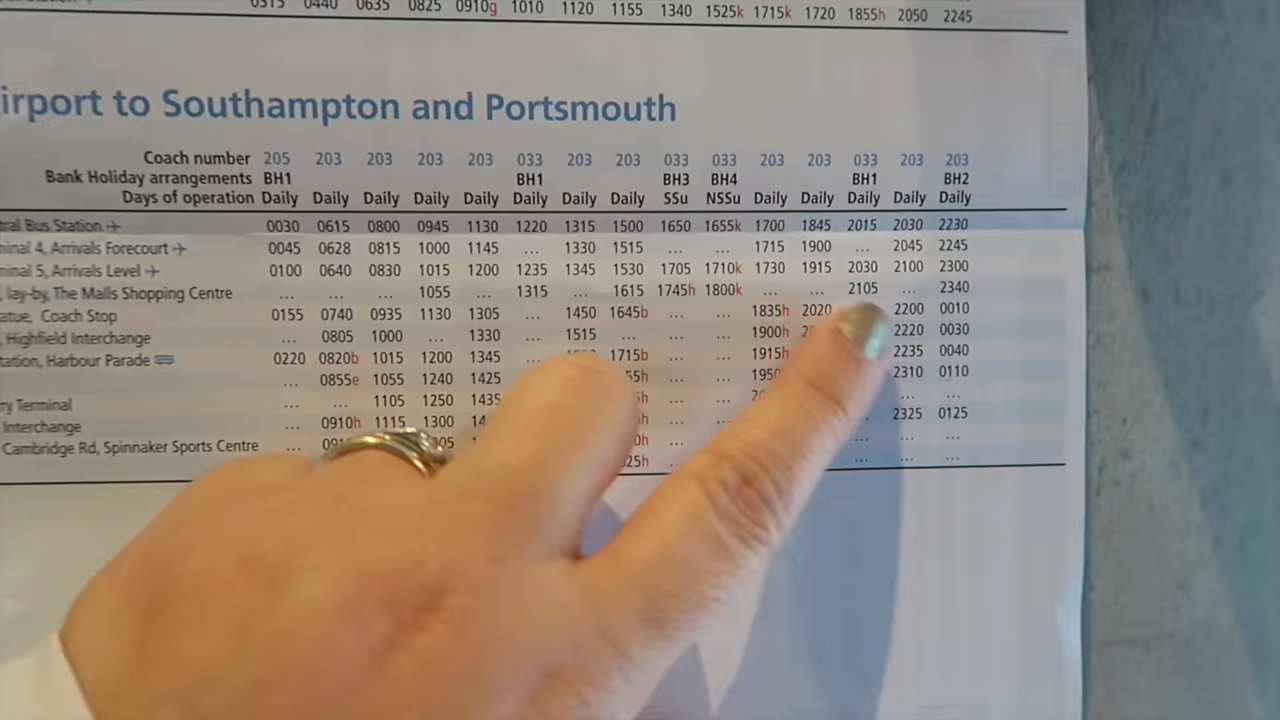 0315 0440 0635 0825 0910g 1010 1120 1155 1340 1525k 1715k 1720 1855h 2050 2245
irport to Southampton and Portsmouth
Coach number 205 203 203 203 203 033 203 203 033 033 203 203 033 203 203
Bank Holiday arrangements BH1 BH1 BH3 BH4 BH1 BH2
Days of operation Daily Daily Daily Daily Daily Daily Daily Daily SSu NSSu Daily Daily Daily Daily Daily
tral Bus Station 0030 0615 0800 0945 1130 1220 1315 1500 1650 1655k 1700 1845 2015 2030 2230
minal 4, Arrivals Forecourt 0045 0628 0815 1000 1145 ... 1330 1515 ... ... 1715 1900 ... 2045 2245
minal 5, Arrivals Level 0100 0640 0830 1015 1200 1235 1345 1530 1705 1710k 1730 1915 2030 2100 2300
, lay-by, The Malls Shopping Centre ... ... ... 1055 ... 1315 ... 1615 1745h 1800k ... ... 2105 ... 2340
atue, Coach Stop 0155 0740 0935 1130 1305 ... 1450 1645b ... ... 1835h 2020 2200 0010
, Highfield Interchange ... 0805 1000 ... 1330 ... 1515 ... ... ... 1900h 2220 0030
tation, Harbour Parade 0220 0820b 1015 1200 1345 ... 1715b ... ... 1915h 2235 0040
... 0855e 1055 1240 1425 55h ... ... 1950 2310 0110
ry Terminal ... ... 1105 1250 1435 h ... ... ... ...
Interchange ... 0910h 1115 1300 h ... 2325 0125
Cambridge Rd, Spinnaker Sports Centre ... 0h ... ... ... ...
25h ... ... ... ...